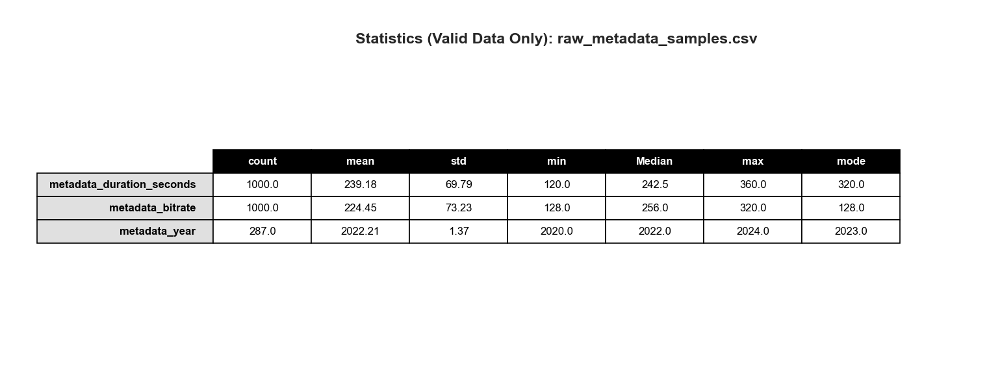 Statistics (Valid Data Only): raw_metadata_samples.csv
count mean std min Median max mode
metadata_duration_seconds 1000.0 239.18 69.79 120.0 242.5 360.0 320.0
metadata_bitrate 1000.0 224.45 73.23 128.0 256.0 320.0 128.0
metadata_year 287.0 2022.21 1.37 2020.0 2022.0 2024.0 2023.0